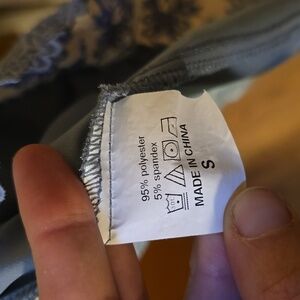 95% polyester
5% spandex
MADE IN CHINA
S